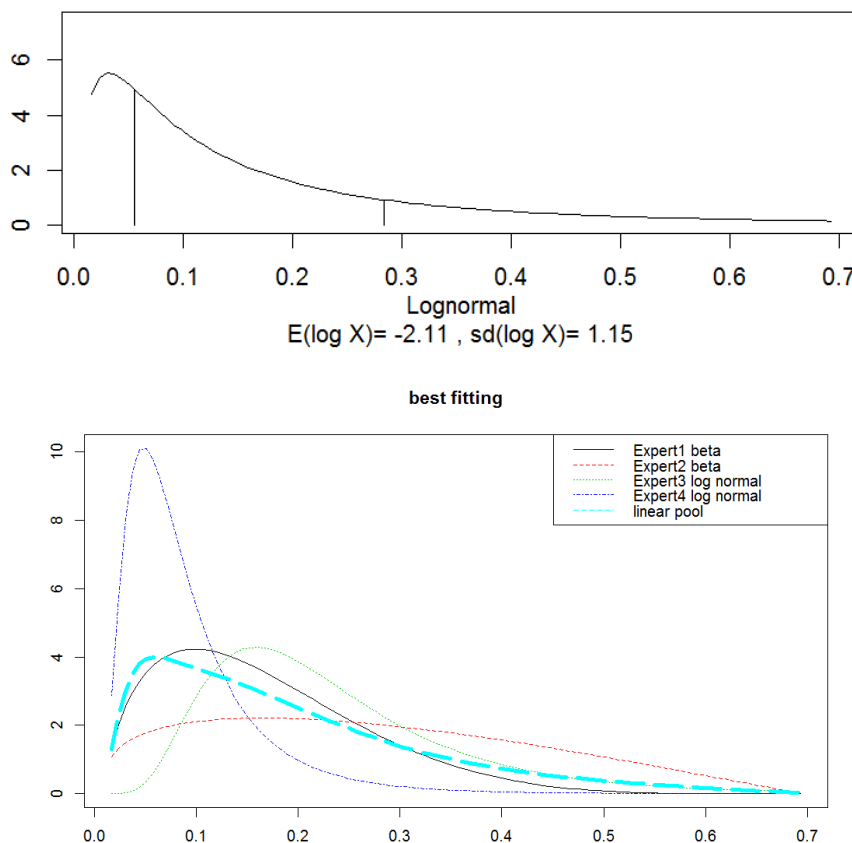 6
4
2
0
0.0 0.1 0.2 0.3 0.4 0.5 0.6 0.7
Lognormal
E(log X)= -2.11 , sd(log X)= 1.15
best fitting
Expert1 beta
Expert2 beta
Expert3 log normal
Expert4 log normal
linear pool
10
8
6
4
2
0
0.0 0.1 0.2 0.3 0.4 0.5 0.6 0.7